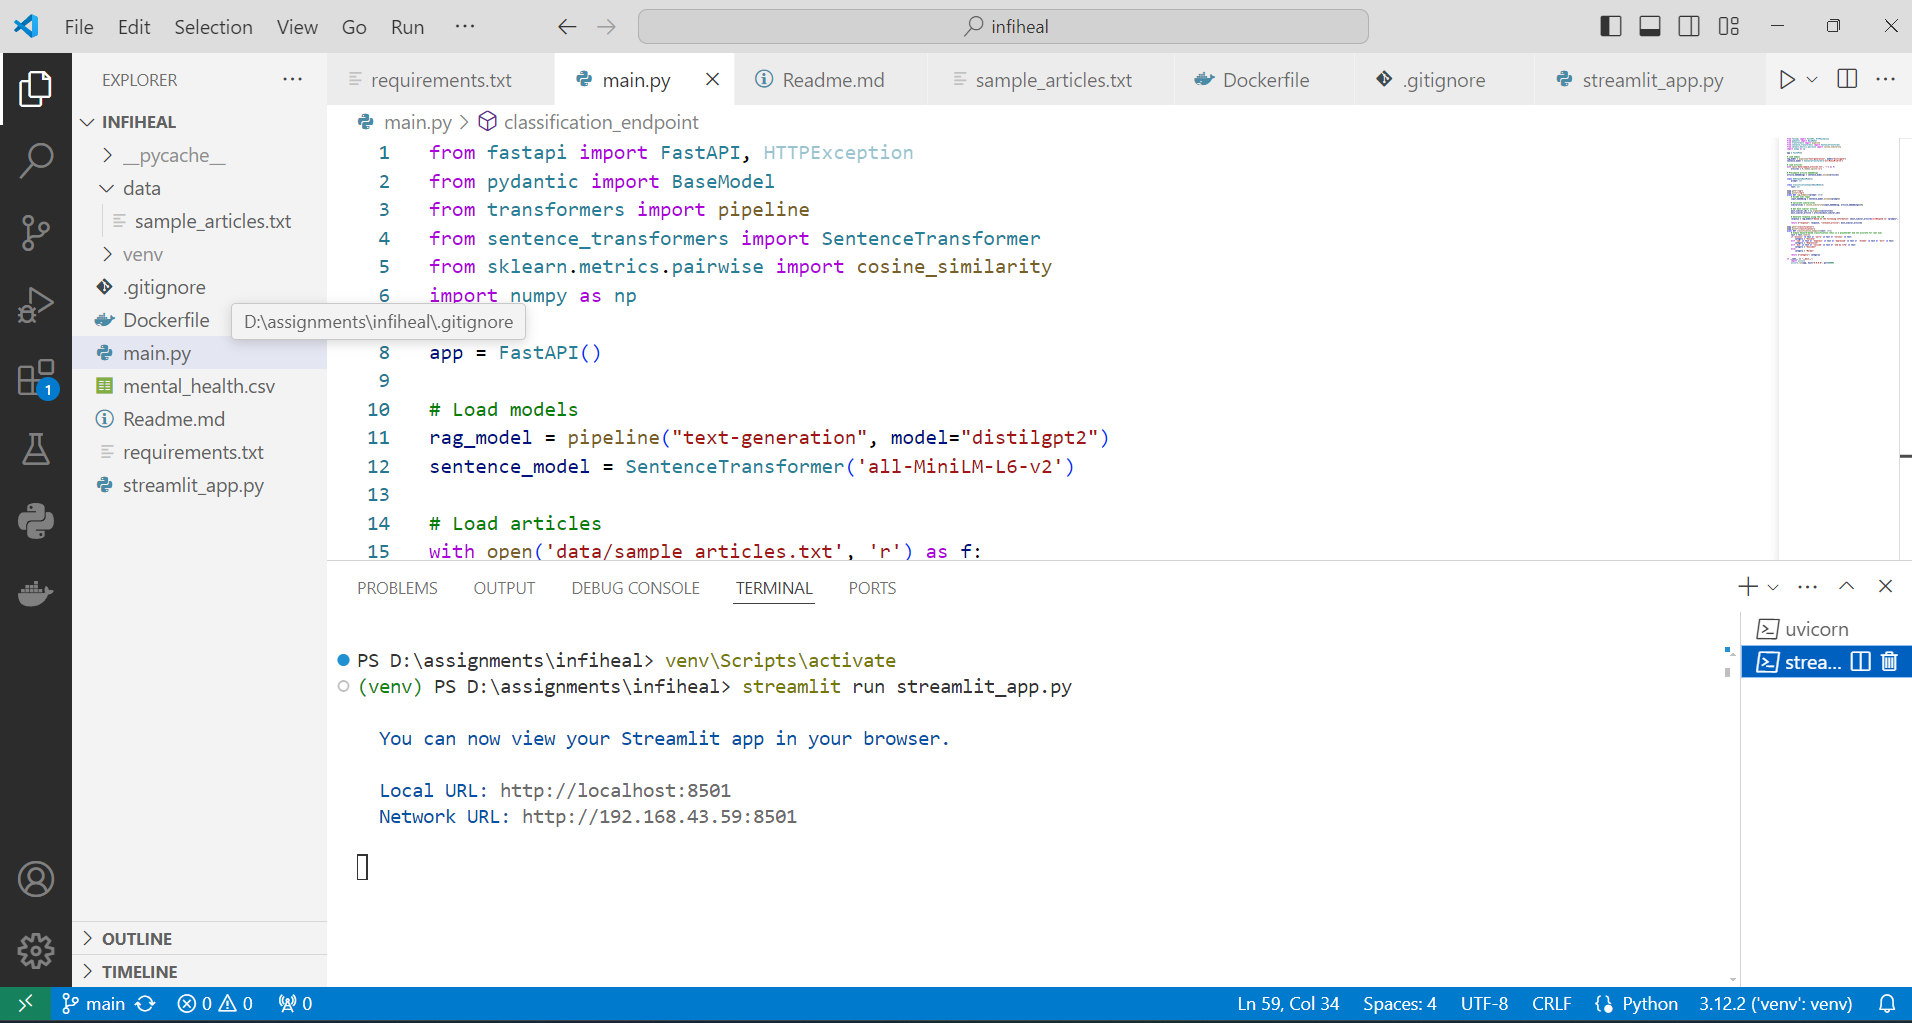 File Edit Selection View Go Run ··· infiheal
EXPLORER ···
INFIHEAL
__pycache__
data
sample_articles.txt
venv
.gitignore
Dockerfile
main.py
mental_health.csv
Readme.md
requirements.txt
streamlit_app.py
OUTLINE
TIMELINE
D:\assignments\infiheal\.gitignore
requirements.txt main.py Readme.md sample_articles.txt Dockerfile .gitignore streamlit_app.py
main.py > classification_endpoint
1 from fastapi import FastAPI, HTTPException
2 from pydantic import BaseModel
3 from transformers import pipeline
4 from sentence_transformers import SentenceTransformer
5 from sklearn.metrics.pairwise import cosine_similarity
6 import numpy as np
8 app = FastAPI()
9
10 # Load models
11 rag_model = pipeline("text-generation", model="distilgpt2")
12 sentence_model = SentenceTransformer('all-MiniLM-L6-v2')
13
14 # Load articles
15 with open('data/sample_articles.txt', 'r') as f:
PROBLEMS OUTPUT DEBUG CONSOLE TERMINAL PORTS
PS D:\assignments\infiheal> venv\Scripts\activate
(venv) PS D:\assignments\infiheal> streamlit run streamlit_app.py
You can now view your Streamlit app in your browser.
Local URL: http://localhost:8501
Network URL: http://192.168.43.59:8501
uvicorn
strea...
1
main 0 0 0 Ln 59, Col 34 Spaces: 4 UTF-8 CRLF Python 3.12.2 ('venv': venv)